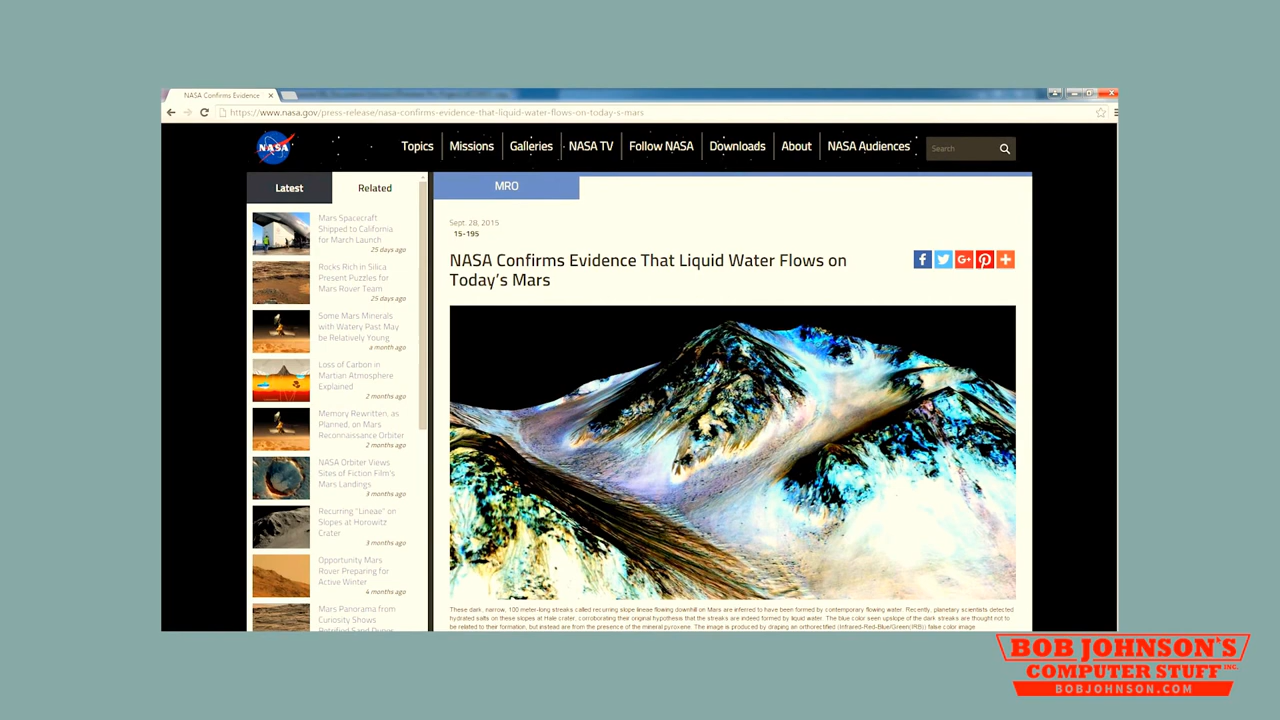 NASA Confirms Evidence
https://www.nasa.gov/press-release/nasa-confirms-evidence-that-liquid-water-flows-on-today-s-mars
NASA
Topics
Missions
Galleries
NASA TV
Follow NASA
Downloads
About
NASA Audiences
Search
Latest
Related
Mars Spacecraft
Shipped to California
for March Launch
25 days ago
Rocks Rich in Silica
Present Puzzles for
Mars Rover Team
25 days ago
Some Mars Minerals
with Watery Past May
be Relatively Young
a month ago
Loss of Carbon in
Martian Atmosphere
Explained
2 months ago
Memory Rewritten, as
Planned, on Mars
Reconnaissance Orbiter
2 months ago
NASA Orbiter Views
Sites of Fiction Film's
Mars Landings
3 months ago
Recurring "Lineae" on
Slopes at Horowitz
Crater
3 months ago
Opportunity Mars
Rover Preparing for
Active Winter
4 months ago
Mars Panorama from
Curiosity Shows
MRO
Sept. 28, 2015
15-195
NASA Confirms Evidence That Liquid Water Flows on
Today's Mars
These dark, narrow, 100 meter-long streaks called recurring slope lineae flowing downhill on Mars are inferred to have been formed by contemporary flowing water. Recently, planetary scientists detected
hydrated salts on these slopes at Hale crater, corroborating their original hypothesis that the streaks are indeed formed by liquid water. The blue color seen upslope of the dark streaks are thought not to
be related to their formation, but instead are from the presence of the mineral pyroxene. The image is produced by draping an orthorectified (Infrared-Red-Blue/Green(IRB)) false color image
BOB JOHNSON'S
COMPUTER STUFF INC.
BOBJOHNSON.COM